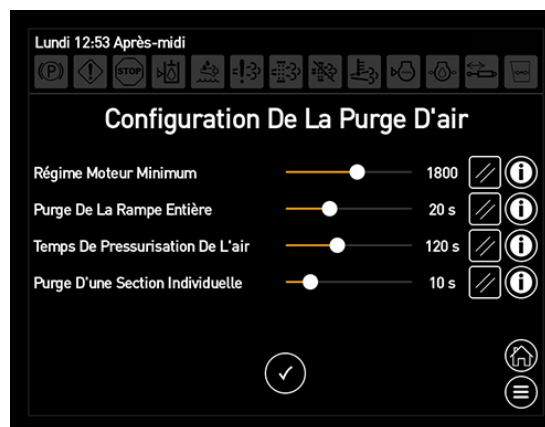 Lundi 12:53 Après-midi
(P) STOP
Configuration De La Purge D'air
Régime Moteur Minimum 1800
Purge De La Rampe Entière 20 s
Temps De Pressurisation De L'air 120 s
Purge D'une Section Individuelle 10 s